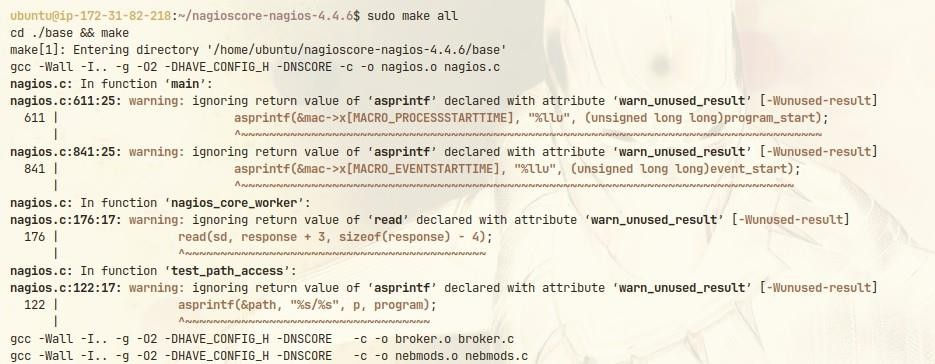 ubuntu@ip-172-31-82-218:~/nagioscore-nagios-4.4.6$ sudo make all
cd ./base && make
make[1]: Entering directory '/home/ubuntu/nagioscore-nagios-4.4.6/base'
gcc -Wall -I.. -g -O2 -DHAVE_CONFIG_H -DNSCORE -c -o nagios.o nagios.c
nagios.c: In function ‘main’:
nagios.c:611:25: warning: ignoring return value of ‘asprintf’ declared with attribute ‘warn_unused_result’ [-Wunused-result]
  611 |                         asprintf(&mac->x[MACRO_PROCESSSTARTTIME], "%llu", (unsigned long long)program_start);
      |                         ^~~~~~~~~~~~~~~~~~~~~~~~~~~~~~~~~~~~~~~~~~~~~~~~~~~~~~~~~~~~~~~~~~~~~~~~~~~~~~~~~~~
nagios.c:841:25: warning: ignoring return value of ‘asprintf’ declared with attribute ‘warn_unused_result’ [-Wunused-result]
  841 |                         asprintf(&mac->x[MACRO_EVENTSTARTTIME], "%llu", (unsigned long long)event_start);
      |                         ^~~~~~~~~~~~~~~~~~~~~~~~~~~~~~~~~~~~~~~~~~~~~~~~~~~~~~~~~~~~~~~~~~~~~~~~~~~~~~~
nagios.c: In function ‘nagios_core_worker’:
nagios.c:176:17: warning: ignoring return value of ‘read’ declared with attribute ‘warn_unused_result’ [-Wunused-result]
  176 |                 read(sd, response + 3, sizeof(response) - 4);
      |                 ^~~~~~~~~~~~~~~~~~~~~~~~~~~~~~~~~~~~~~~~~~~
nagios.c: In function ‘test_path_access’:
nagios.c:122:17: warning: ignoring return value of ‘asprintf’ declared with attribute ‘warn_unused_result’ [-Wunused-result]
  122 |                 asprintf(&path, "%s/%s", p, program);
      |                 ^~~~~~~~~~~~~~~~~~~~~~~~~~~~~~~~~~~
gcc -Wall -I.. -g -O2 -DHAVE_CONFIG_H -DNSCORE   -c -o broker.o broker.c
gcc -Wall -I.. -g -O2 -DHAVE_CONFIG_H -DNSCORE   -c -o nebmods.o nebmods.c